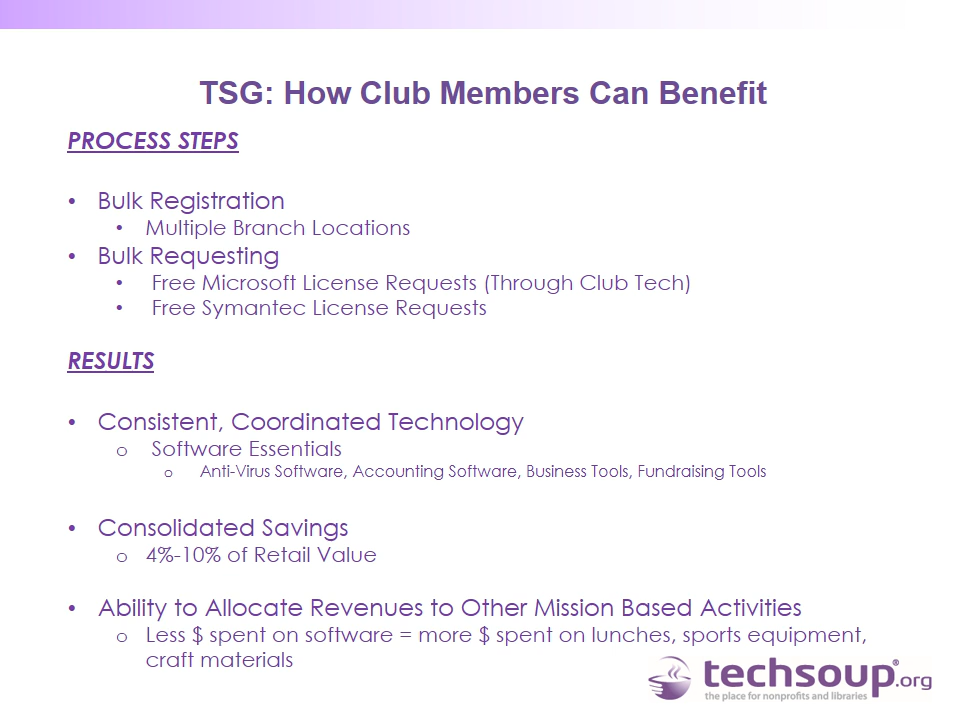 TSG: How Club Members Can Benefit
PROCESS STEPS
• Bulk Registration
• Multiple Branch Locations
• Bulk Requesting
• Free Microsoft License Requests (Through Club Tech)
• Free Symantec License Requests
RESULTS
• Consistent, Coordinated Technology
o Software Essentials
o Anti-Virus Software, Accounting Software, Business Tools, Fundraising Tools
• Consolidated Savings
o 4%-10% of Retail Value
• Ability to Allocate Revenues to Other Mission Based Activities
o Less $ spent on software = more $ spent on lunches, sports equipment,
craft materials
techsoup®.org
the place for nonprofits and libraries